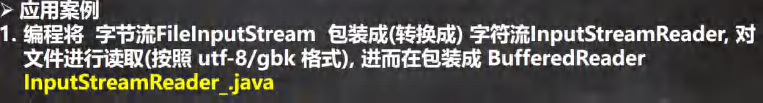 ➢ 应用案例
1. 编程将 字节流FileInputStream 包装成(转换成) 字符流InputStreamReader, 对
文件进行读取(按照 utf-8/gbk 格式), 进而在包装成 BufferedReader
InputStreamReader_.java